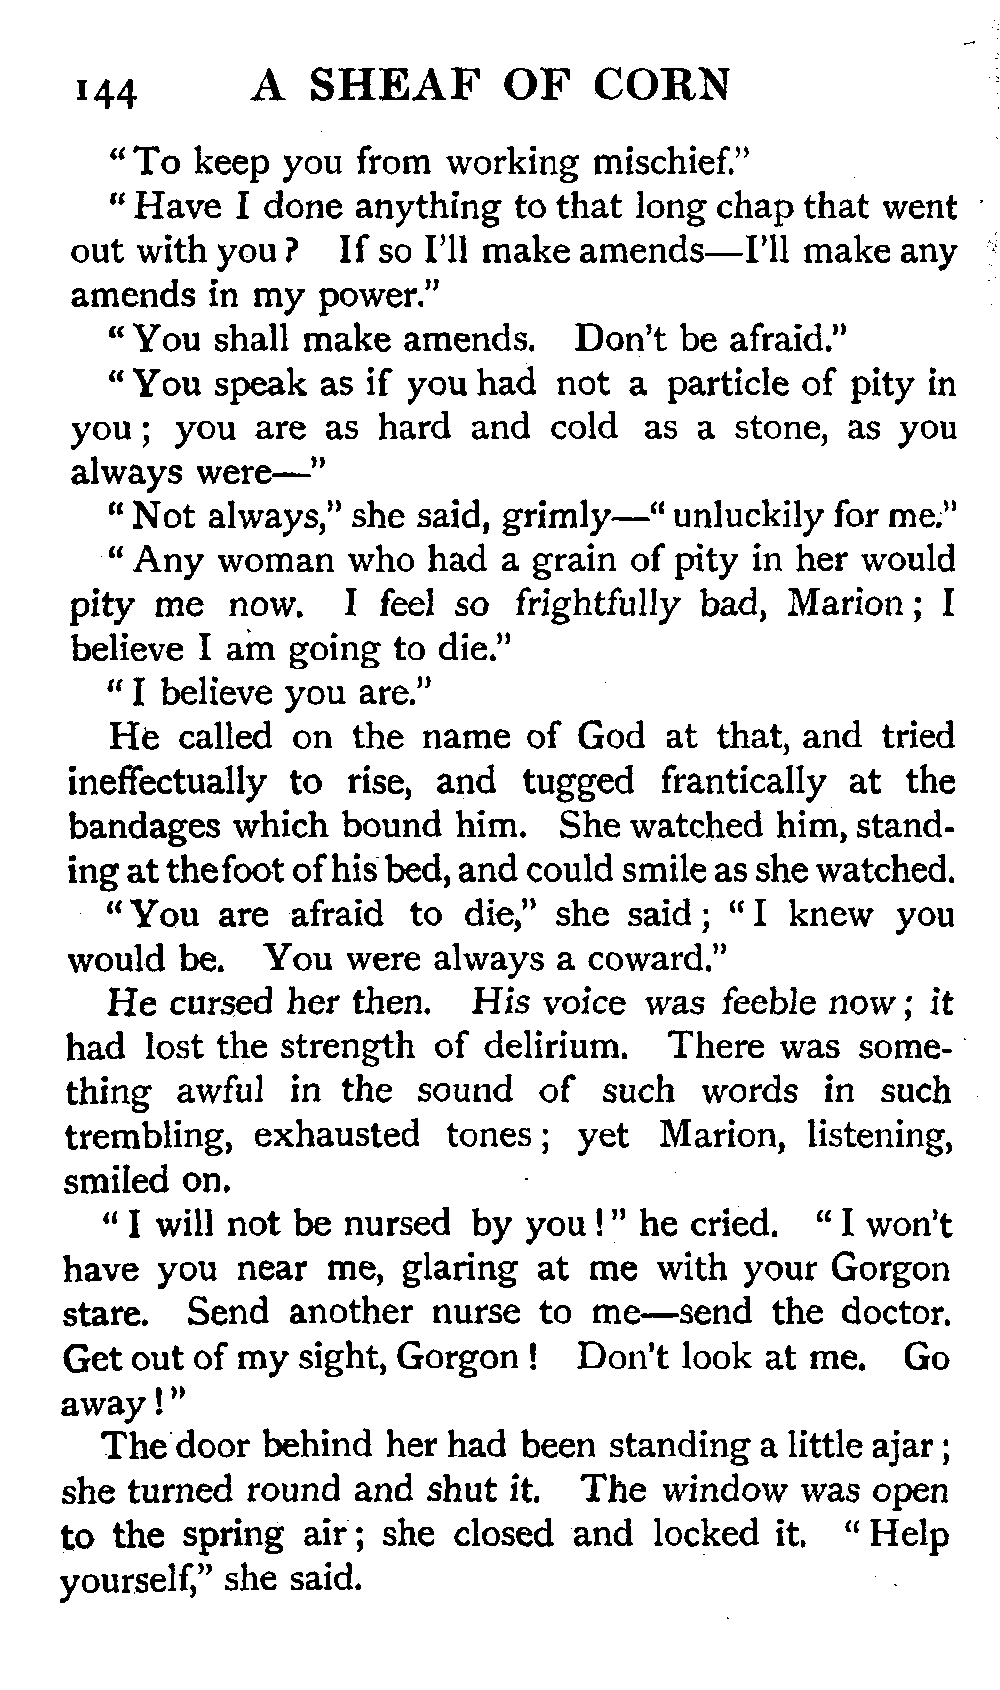 144 A SHEAF OF CORN
"To keep you from working mischief."
"Have I done anything to that long chap that went
out with you? If so I'll make amends—I'll make any
amends in my power."
"You shall make amends. Don't be afraid."
"You speak as if you had not a particle of pity in
you; you are as hard and cold as a stone, as you
always were—"
"Not always," she said, grimly—"unluckily for me."
"Any woman who had a grain of pity in her would
pity me now. I feel so frightfully bad, Marion; I
believe I am going to die."
"I believe you are."
He called on the name of God at that, and tried
ineffectually to rise, and tugged frantically at the
bandages which bound him. She watched him, stand-
ing at the foot of his bed, and could smile as she watched.
"You are afraid to die," she said; "I knew you
would be. You were always a coward."
He cursed her then. His voice was feeble now; it
had lost the strength of delirium. There was some-
thing awful in the sound of such words in such
trembling, exhausted tones; yet Marion, listening,
smiled on.
"I will not be nursed by you!" he cried. "I won't
have you near me, glaring at me with your Gorgon
stare. Send another nurse to me—send the doctor.
Get out of my sight, Gorgon! Don't look at me. Go
away!"
The door behind her had been standing a little ajar;
she turned round and shut it. The window was open
to the spring air; she closed and locked it. "Help
yourself," she said.